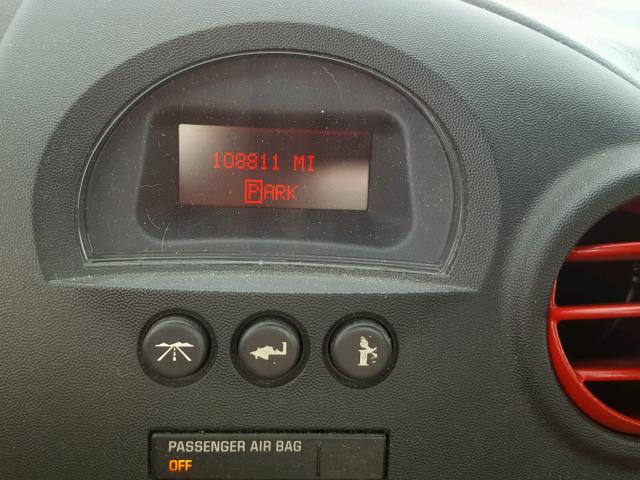 108811 MI
PARK
PASSENGER AIR BAG
OFF